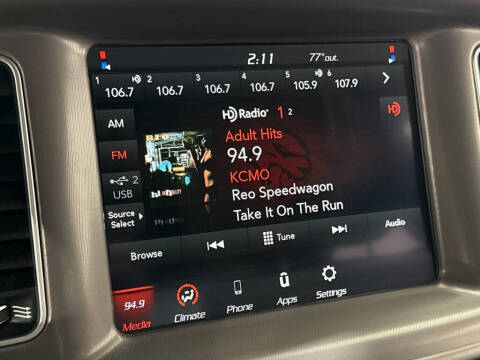 2:11 77° out.
1 106.7 2 106.7 3 106.7 4 106.7 5 105.9 6 107.9
AM
HD Radio 1 2
Adult Hits
FM
94.9
KCMO
2
USB
Reo Speedwagon
Take It On The Run
Source
Select
Browse
Tune
Audio
94.9
Media
Climate
Phone
Apps
Settings